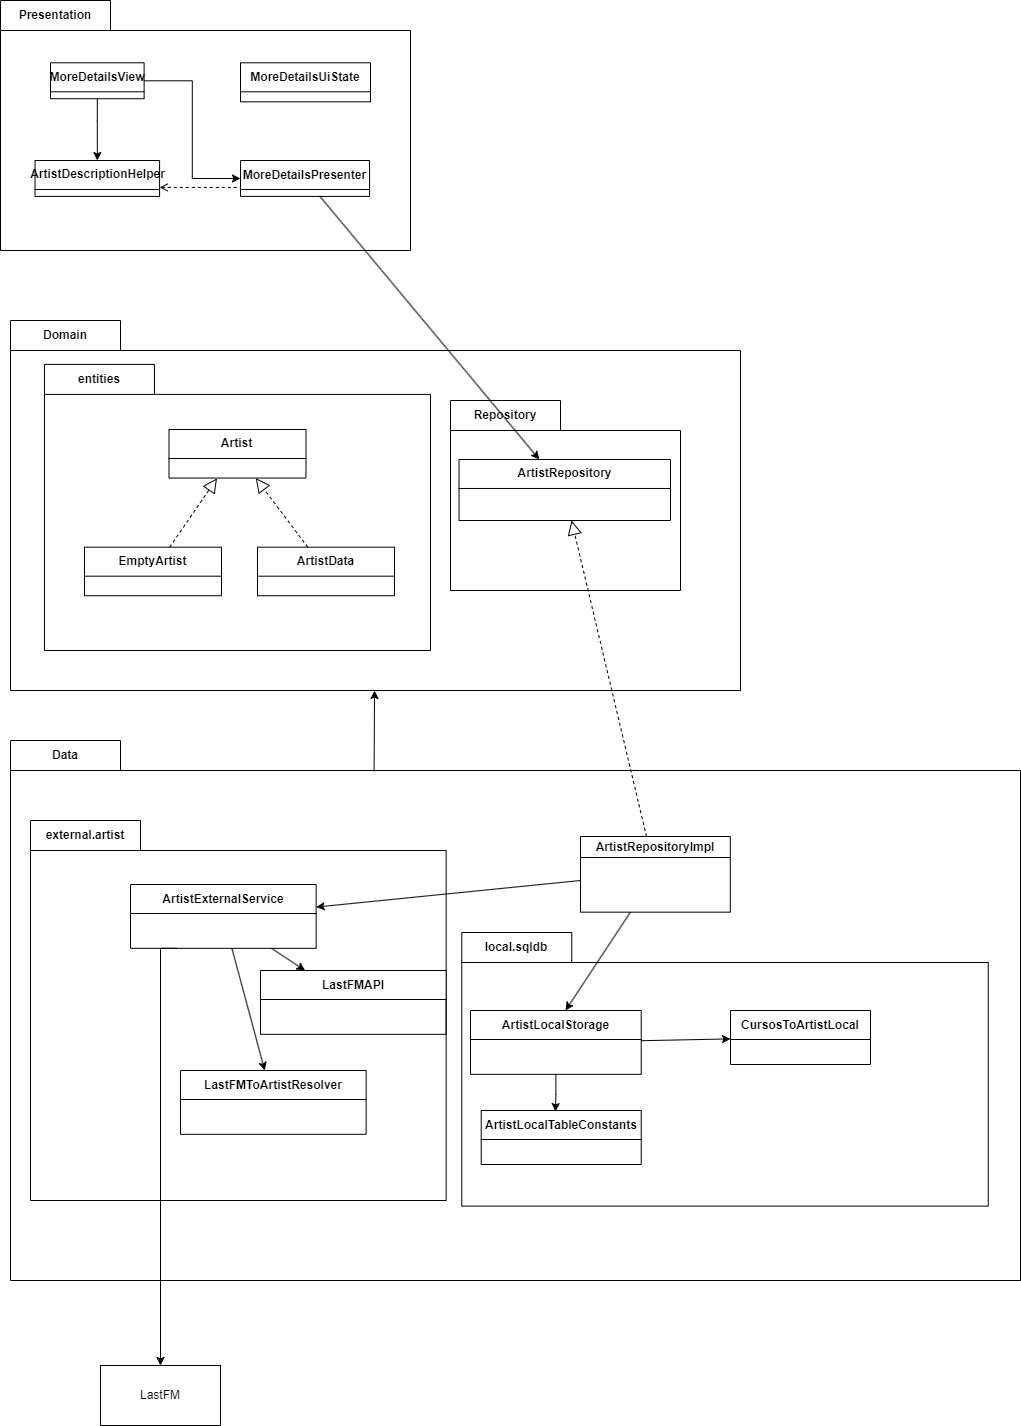 Presentation
MoreDetailsView
MoreDetailsUiState
ArtistDescriptionHelper
MoreDetailsPresenter
Domain
entities
Artist
Repository
ArtistRepository
EmptyArtist
ArtistData
Data
external.artist
ArtistRepositoryImpl
ArtistExternalService
local.sqldb
LastFMAPI
ArtistLocalStorage
CursosToArtistLocal
LastFMToArtistResolver
ArtistLocalTableConstants
LastFM